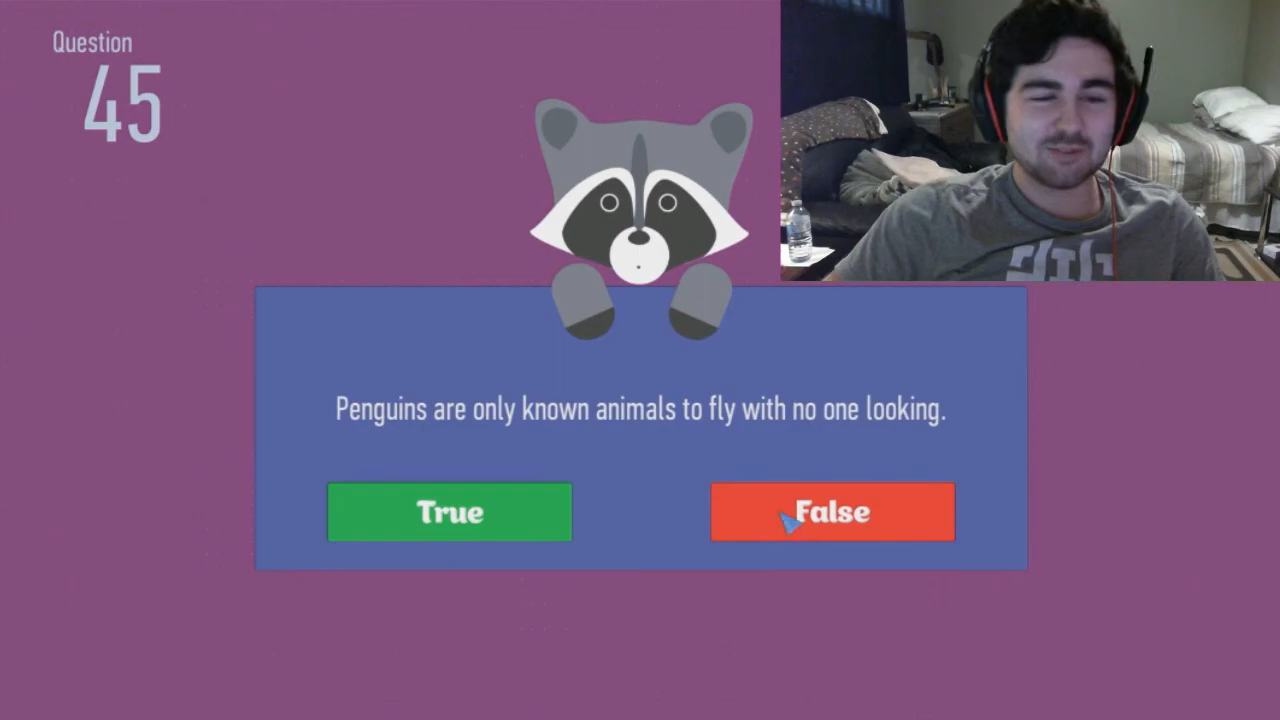 Question
45
Penguins are only known animals to fly with no one looking.
True
False